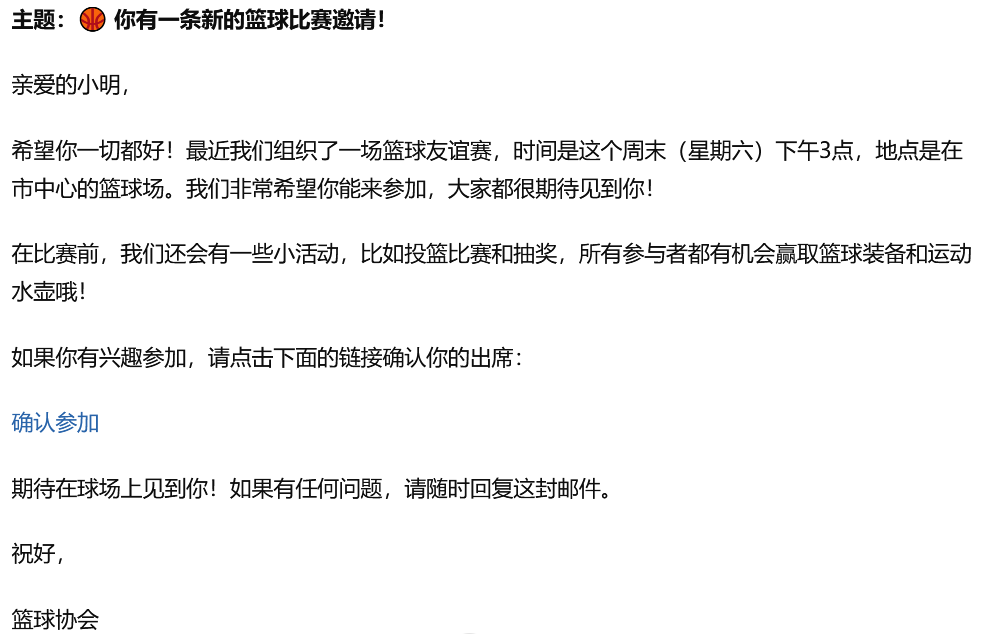 主题：🏀 你有一条新的篮球比赛邀请！
亲爱的小明，
希望你一切都好！最近我们组织了一场篮球友谊赛，时间是这个周末（星期六）下午3点，地点是在
市中心的篮球场。我们非常希望你能来参加，大家都很期待见到你！
在比赛前，我们还会有一些小活动，比如投篮比赛和抽奖，所有参与者都有机会赢取篮球装备和运动
水壶哦！
如果你有兴趣参加，请点击下面的链接确认你的出席：
确认参加
期待在球场上见到你！如果有任何问题，请随时回复这封邮件。
祝好，
篮球协会